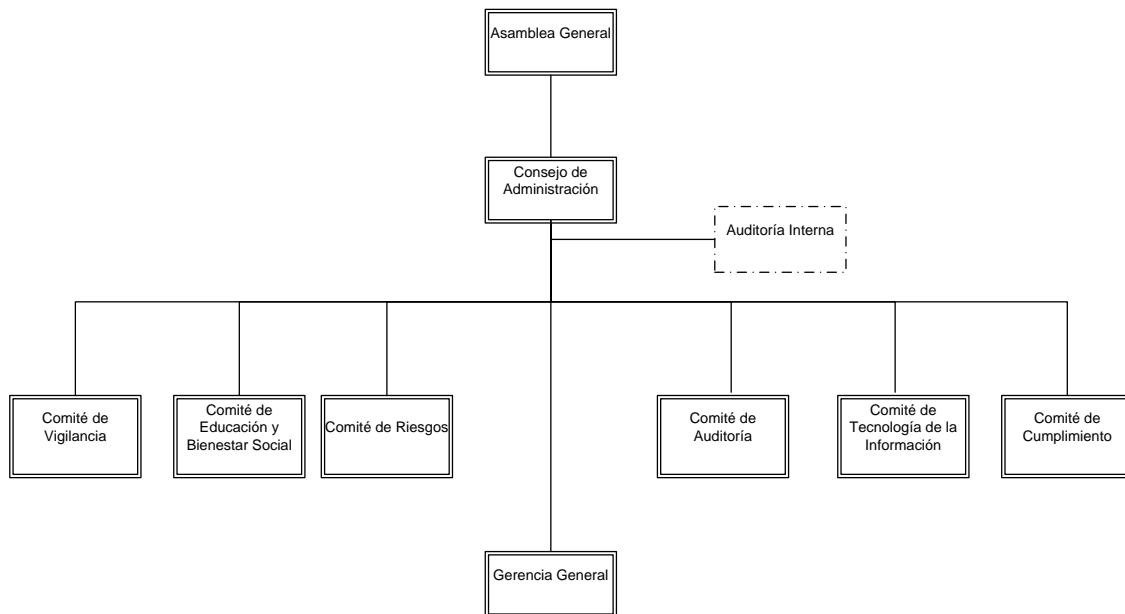 Asamblea General
Consejo de
Administración
Auditoría Interna
Comité de
Vigilancia
Comité de
Educación y
Bienestar Social
Comité de Riesgos
Comité de
Auditoría
Comité de
Tecnología de la
Información
Comité de
Cumplimiento
Gerencia General